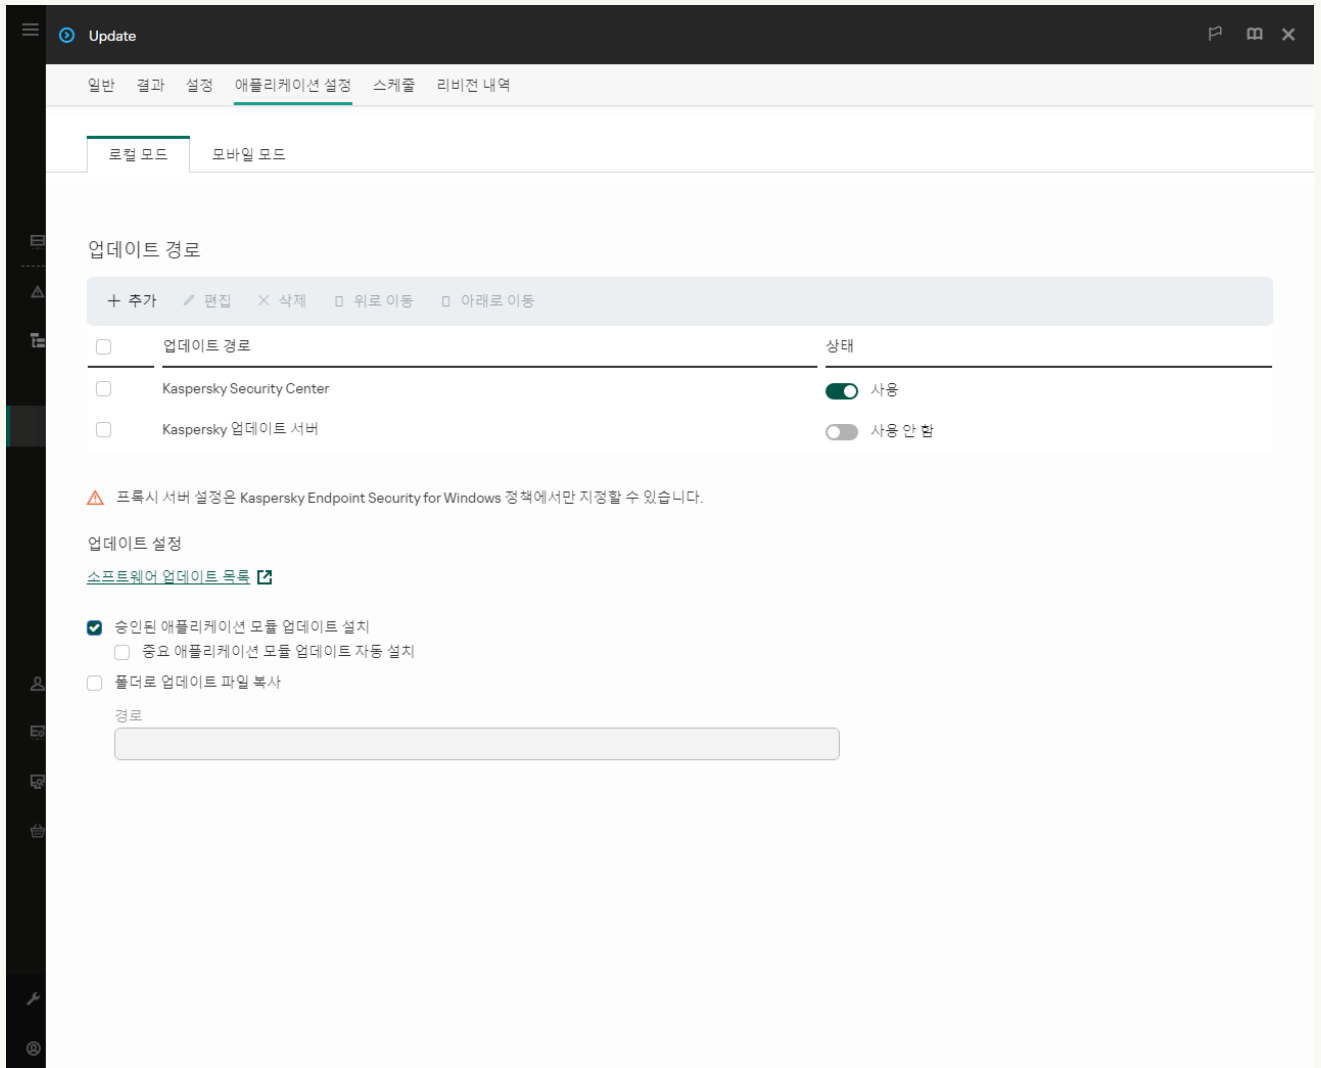 Update
일반 결과 설정 애플리케이션 설정 스케줄 리비전 내역
로컬 모드 모바일 모드
업데이트 경로
추가 편집 삭제 위로 이동 아래로 이동
업데이트 경로 상태
Kaspersky Security Center 사용
Kaspersky 업데이트 서버 사용 안 함
프록시 서버 설정은 Kaspersky Endpoint Security for Windows 정책에서만 지정할 수 있습니다.
업데이트 설정
소프트웨어 업데이트 목록
승인된 애플리케이션 모듈 업데이트 설치
중요 애플리케이션 모듈 업데이트 자동 설치
폴더로 업데이트 파일 복사
경로